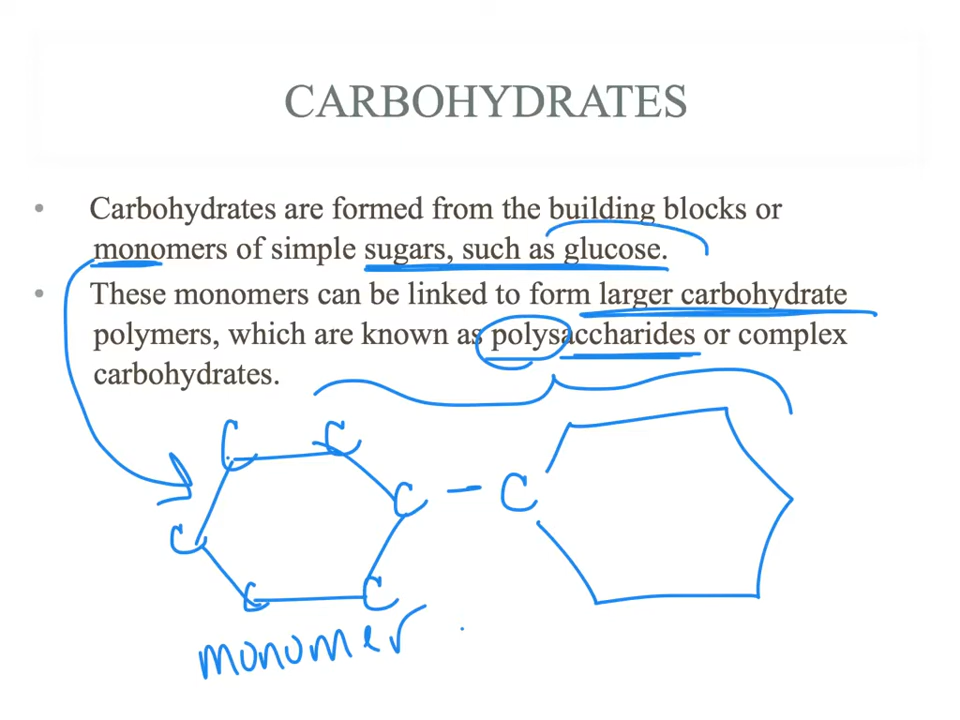 CARBOHYDRATES
• Carbohydrates are formed from the building blocks or
monomers of simple sugars, such as glucose.
• These monomers can be linked to form larger carbohydrate
polymers, which are known as polysaccharides or complex
carbohydrates.
C C
C - C
C
C C
monomer